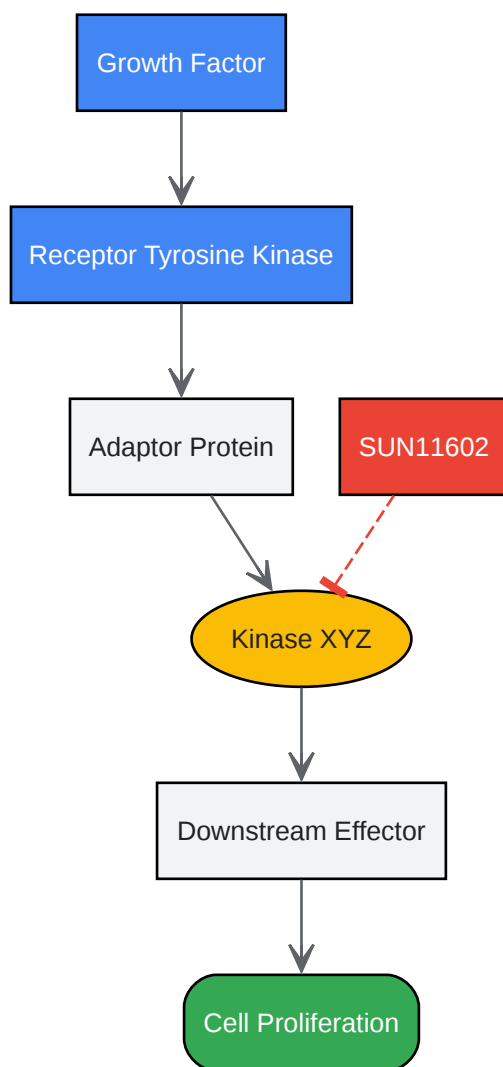 Growth Factor
Receptor Tyrosine Kinase
Adaptor Protein
SUN11602
Kinase XYZ
Downstream Effector
Cell Proliferation